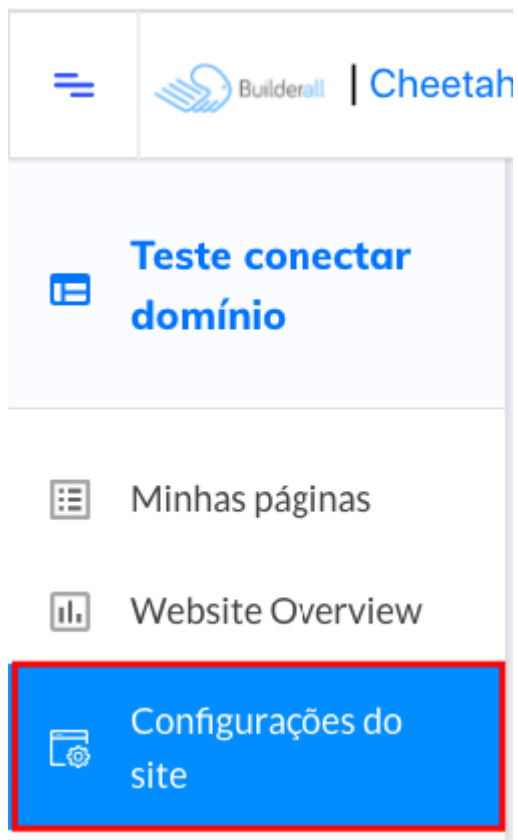 Builderall | Cheetah
Teste conectar
domínio
Minhas páginas
Website Overview
Configurações do
site